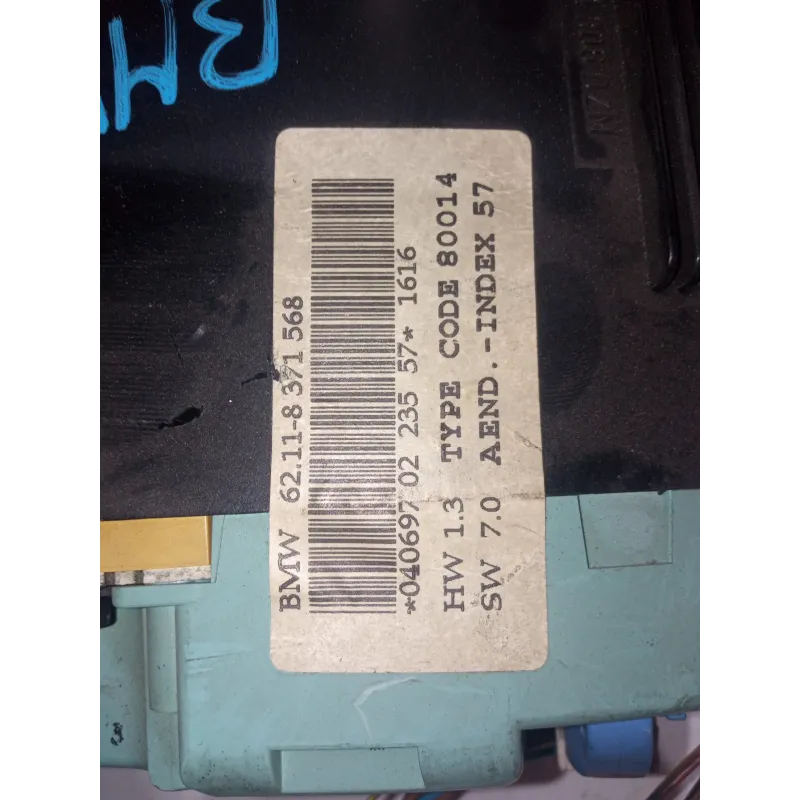 BMW 62.11-8 371 568
*040697 02 235 57* 1616
HW 1.3 TYPE CODE 80014
SW 7.0 AEND.-INDEX 57